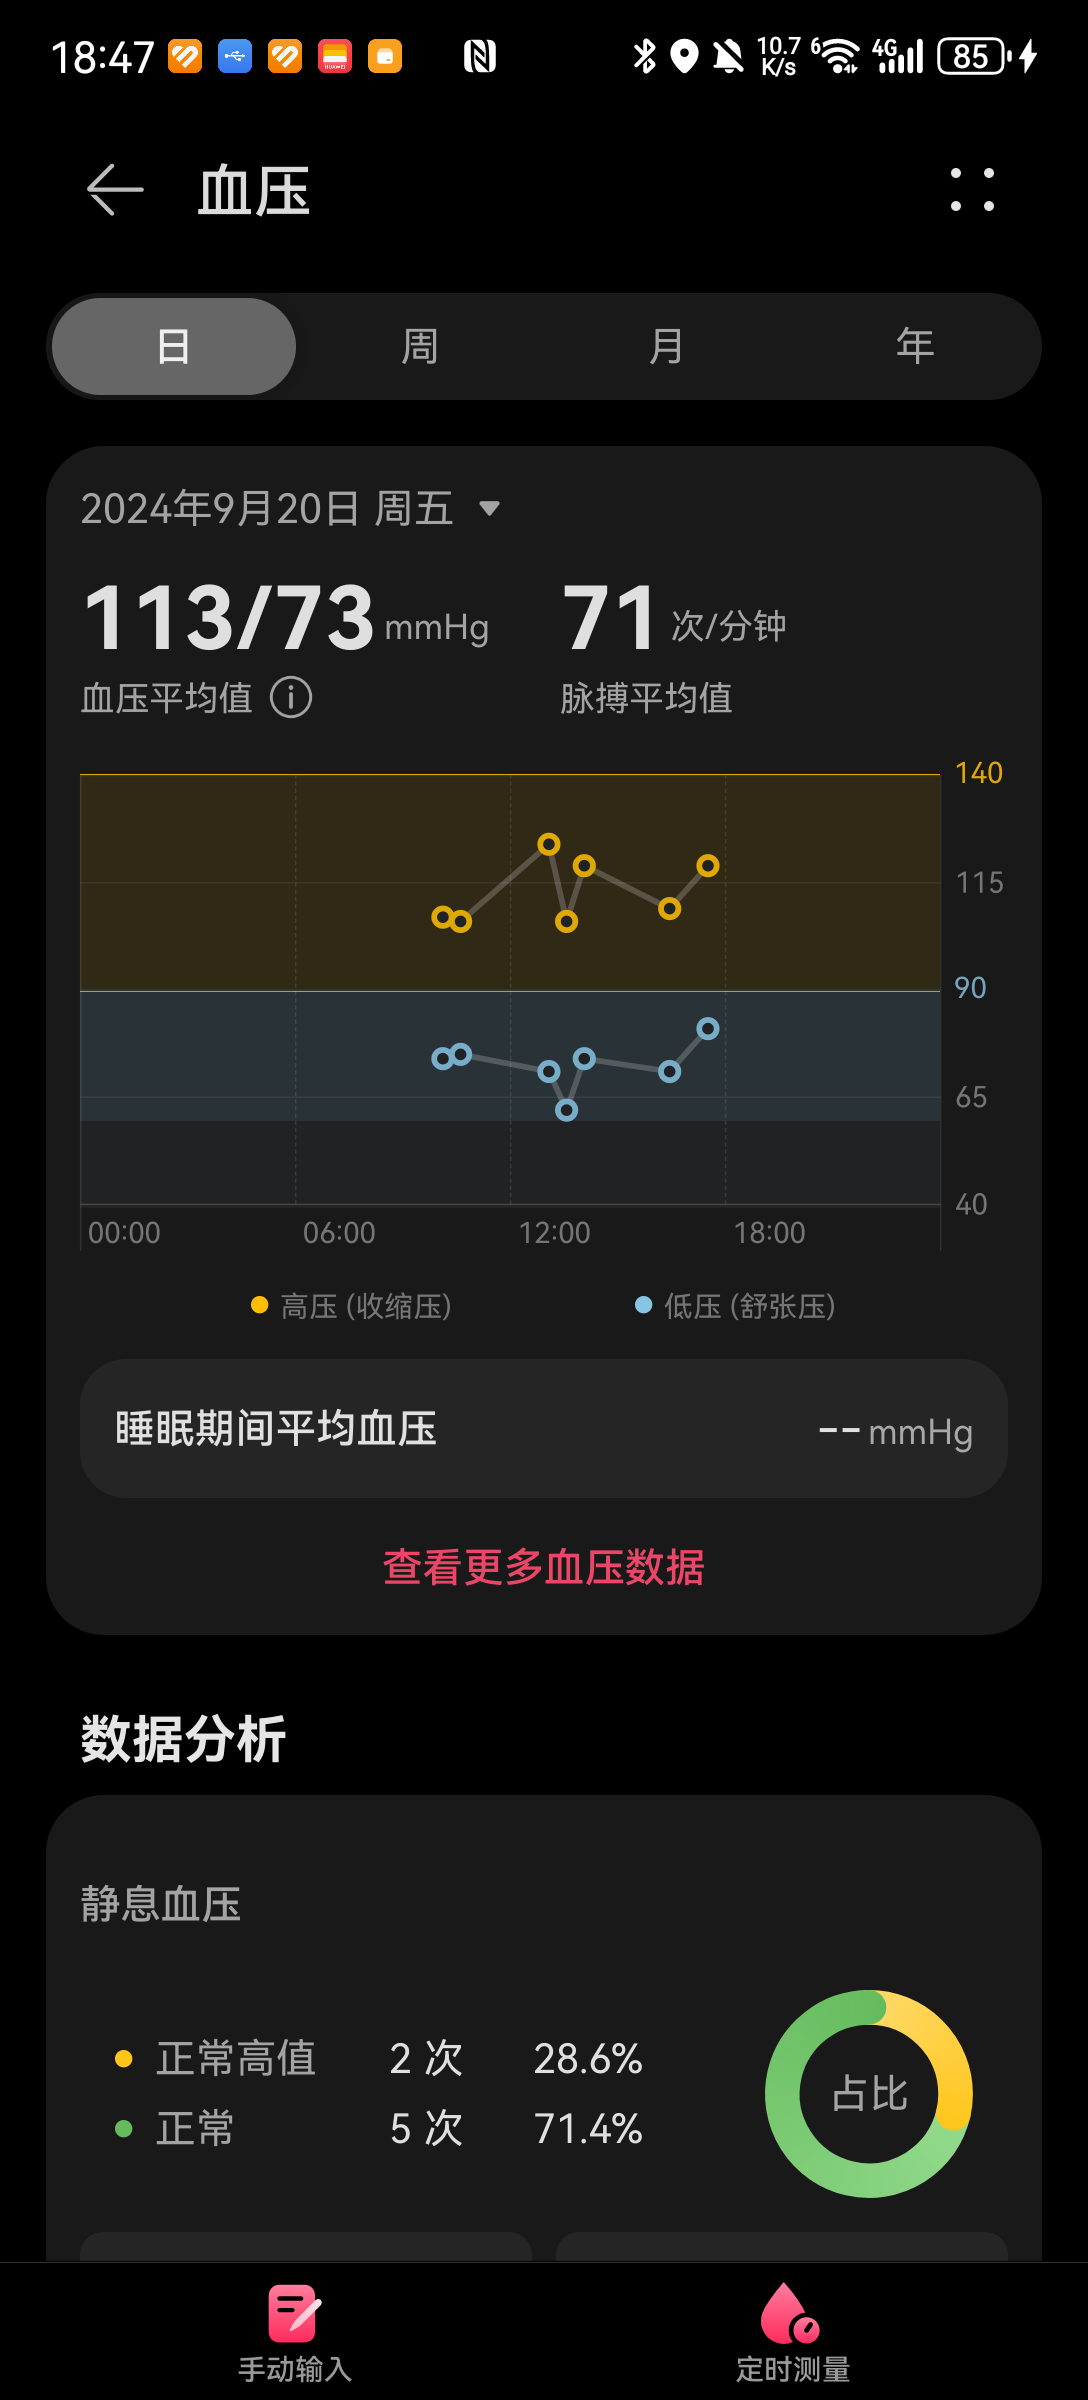 18:47
HUAWEI
10.7 K/s
6
4G
85
血压
日 周 月 年
2024年9月20日 周五
113/73 mmHg 71 次/分钟
血压平均值 脉搏平均值
140
115
90
65
40
00:00 06:00 12:00 18:00
高压 (收缩压) 低压 (舒张压)
睡眠期间平均血压 -- mmHg
查看更多血压数据
数据分析
静息血压
正常高值 2 次 28.6%
正常 5 次 71.4%
占比
手动输入 定时测量